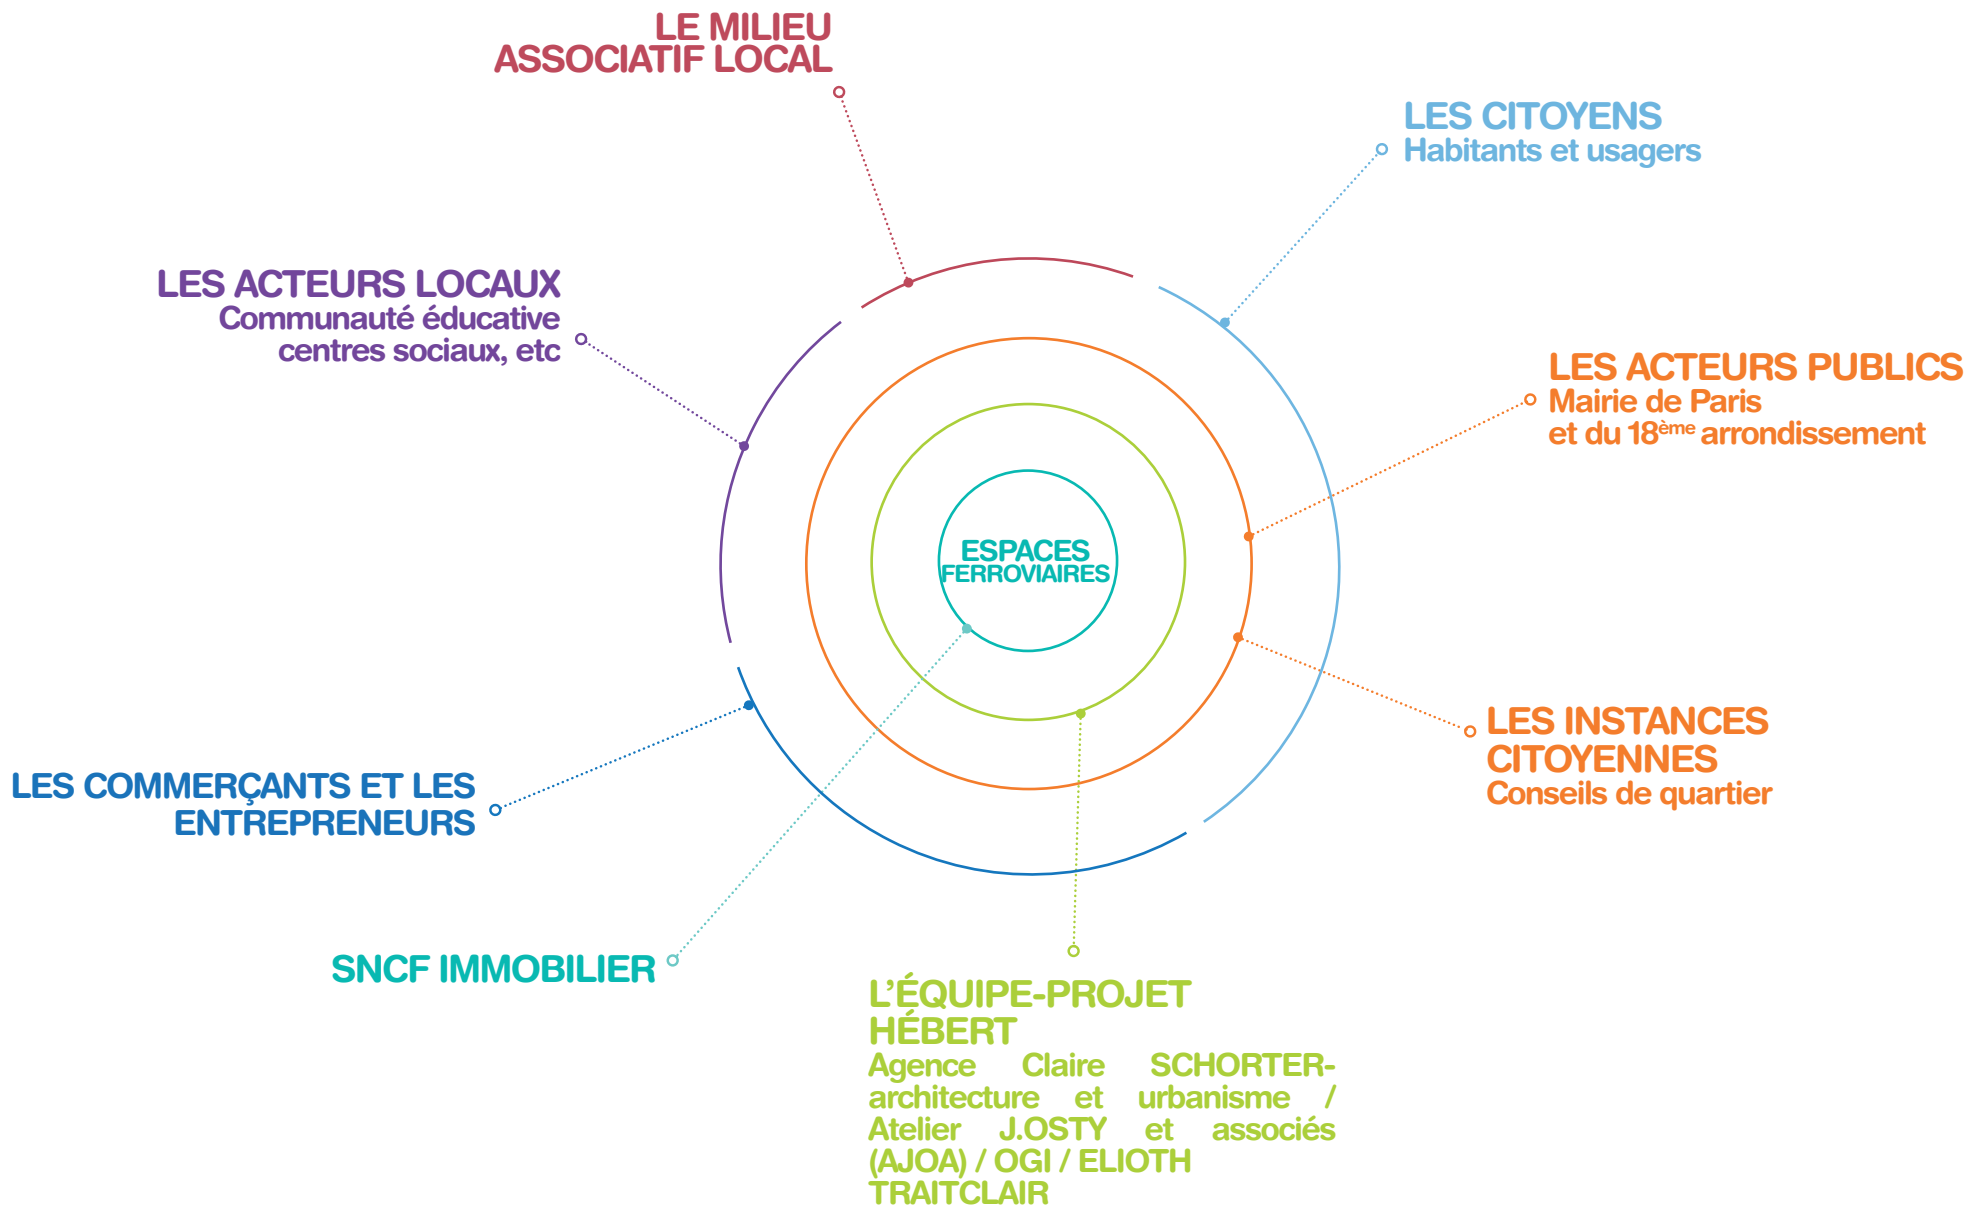 LE MILIEU
ASSOCIATIF LOCAL
LES CITOYENS
Habitants et usagers
LES ACTEURS LOCAUX
Communauté éducative
centres sociaux, etc
LES ACTEURS PUBLICS
Mairie de Paris
et du 18ème arrondissement
ESPACES
FERROVIAIRES
LES INSTANCES
CITOYENNES
Conseils de quartier
LES COMMERÇANTS ET LES
ENTREPRENEURS
SNCF IMMOBILIER
L'ÉQUIPE-PROJET
HÉBERT
Agence Claire SCHORTER-
architecture et urbanisme /
Atelier J.OSTY et associés
(AJOA) / OGI / ELIOTH
TRAITCLAIR